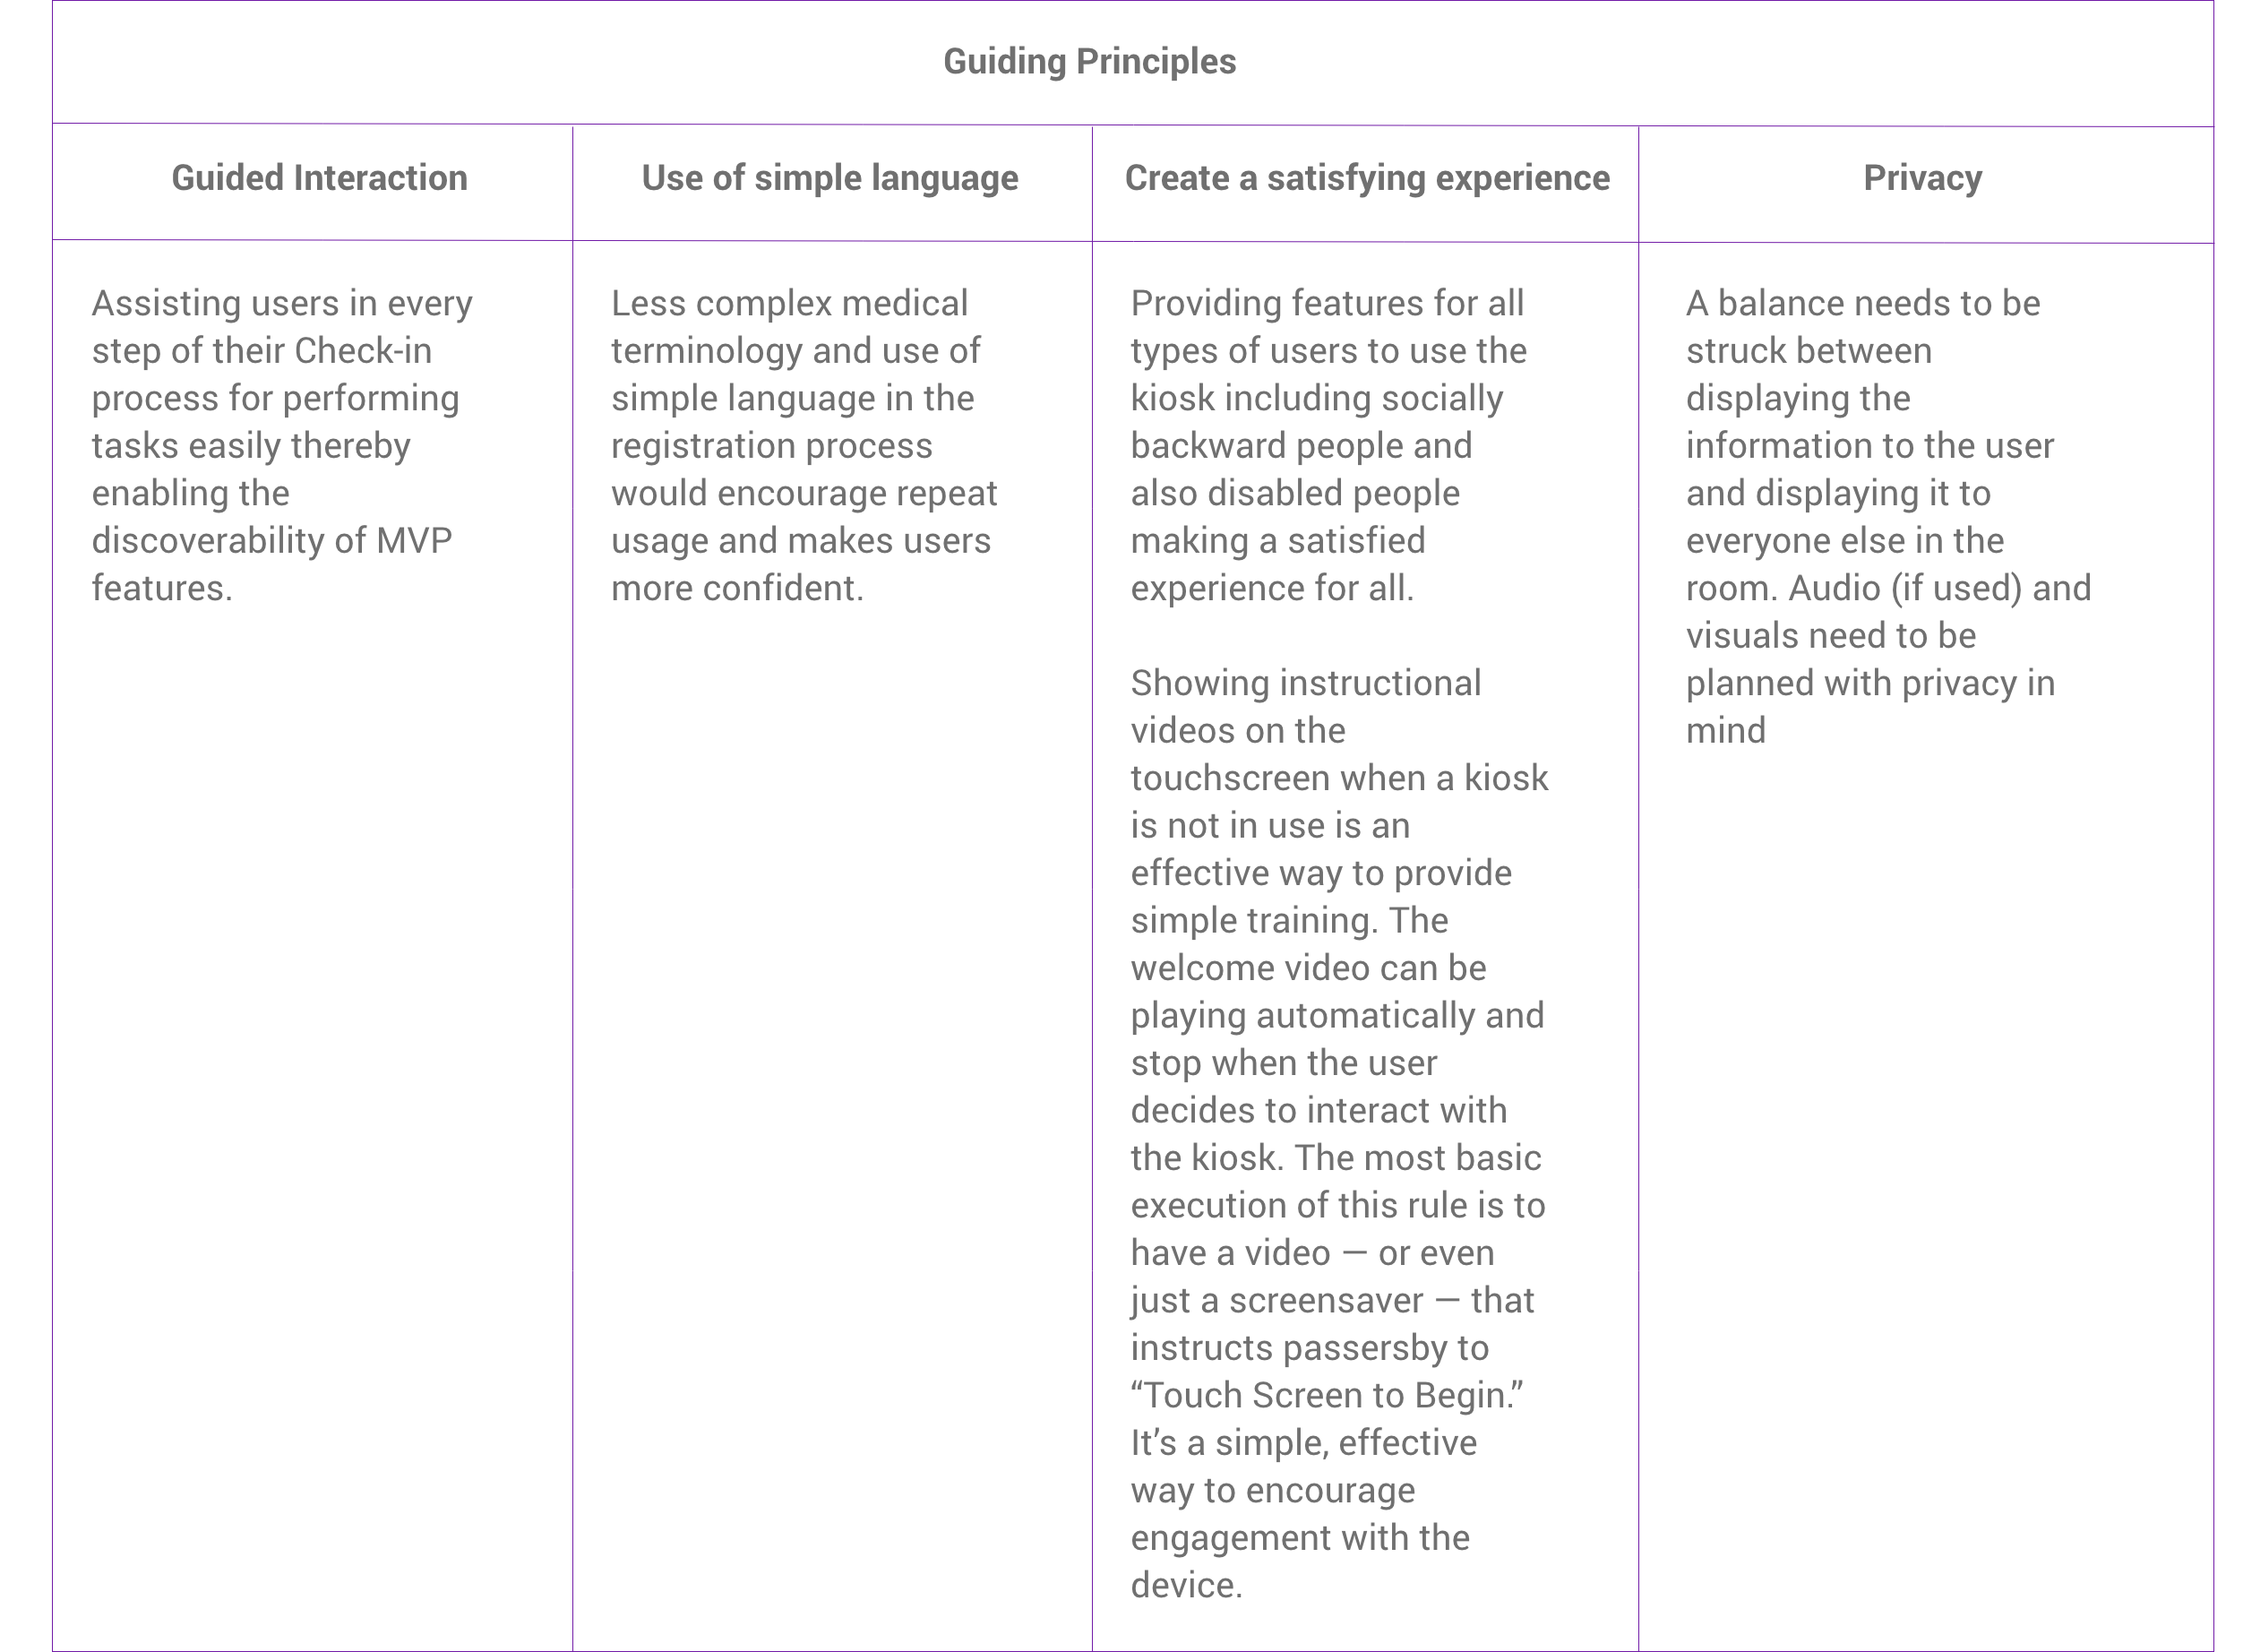 Guiding Principles
Guided Interaction
Use of simple language
Create a satisfying experience
Privacy
Assisting users in every
step of their Check-in
process for performing
tasks easily thereby
enabling the
discoverability of MVP
features.
Less complex medical
terminology and use of
simple language in the
registration process
would encourage repeat
usage and makes users
more confident.
Providing features for all
types of users to use the
kiosk including socially
backward people and
also disabled people
making a satisfied
experience for all.
Showing instructional
videos on the
touchscreen when a kiosk
is not in use is an
effective way to provide
simple training. The
welcome video can be
playing automatically and
stop when the user
decides to interact with
the kiosk. The most basic
execution of this rule is to
have a video — or even
just a screensaver — that
instructs passersby to
“Touch Screen to Begin.”
It’s a simple, effective
way to encourage
engagement with the
device.
A balance needs to be
struck between
displaying the
information to the user
and displaying it to
everyone else in the
room. Audio (if used) and
visuals need to be
planned with privacy in
mind